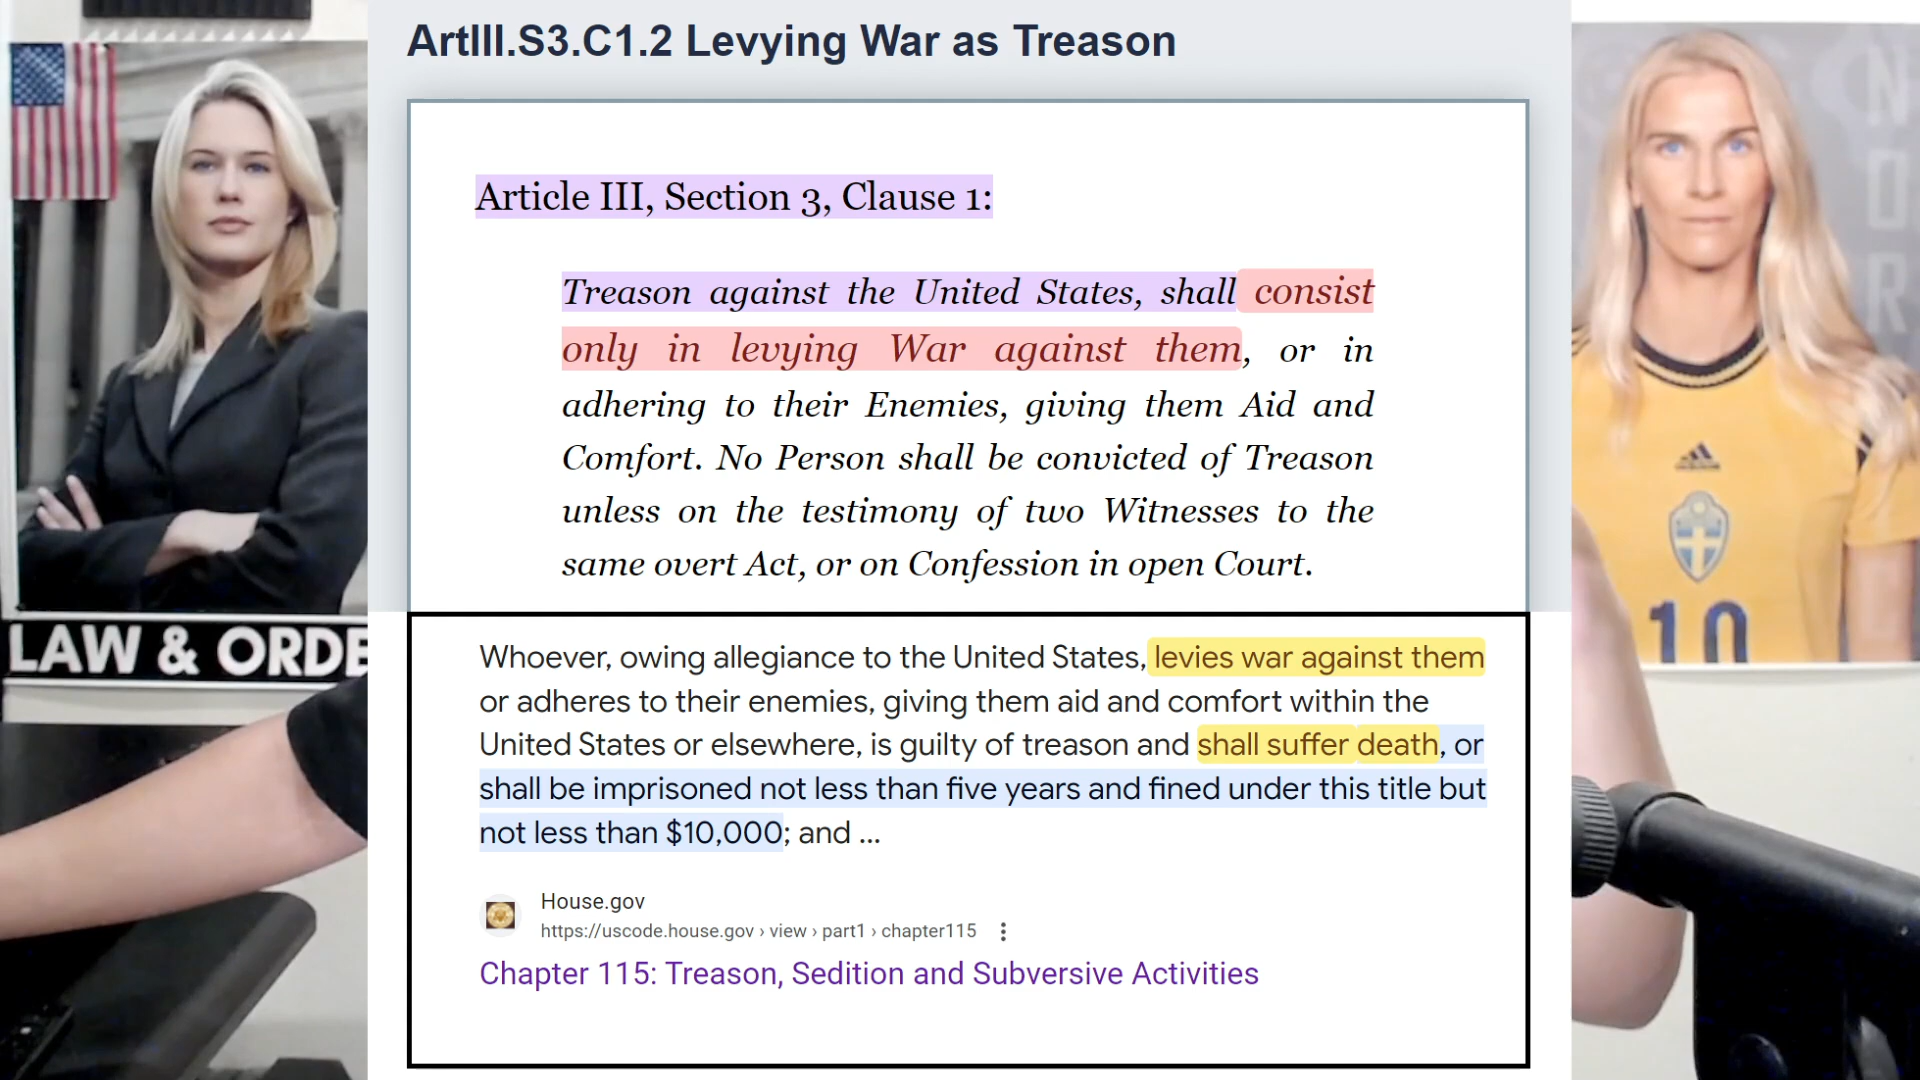 ArtIII.S3.C1.2 Levying War as Treason
Article III, Section 3, Clause 1:
Treason against the United States, shall consist
only in levying War against them, or in
adhering to their Enemies, giving them Aid and
Comfort. No Person shall be convicted of Treason
unless on the testimony of two Witnesses to the
same overt Act, or on Confession in open Court.
Whoever, owing allegiance to the United States, levies war against them
or adheres to their enemies, giving them aid and comfort within the
United States or elsewhere, is guilty of treason and shall suffer death, or
shall be imprisoned not less than five years and fined under this title but
not less than $10,000; and ...
House.gov
https://uscode.house.gov › view › part1 › chapter115
Chapter 115: Treason, Sedition and Subversive Activities
LAW & ORDE
NOR
10